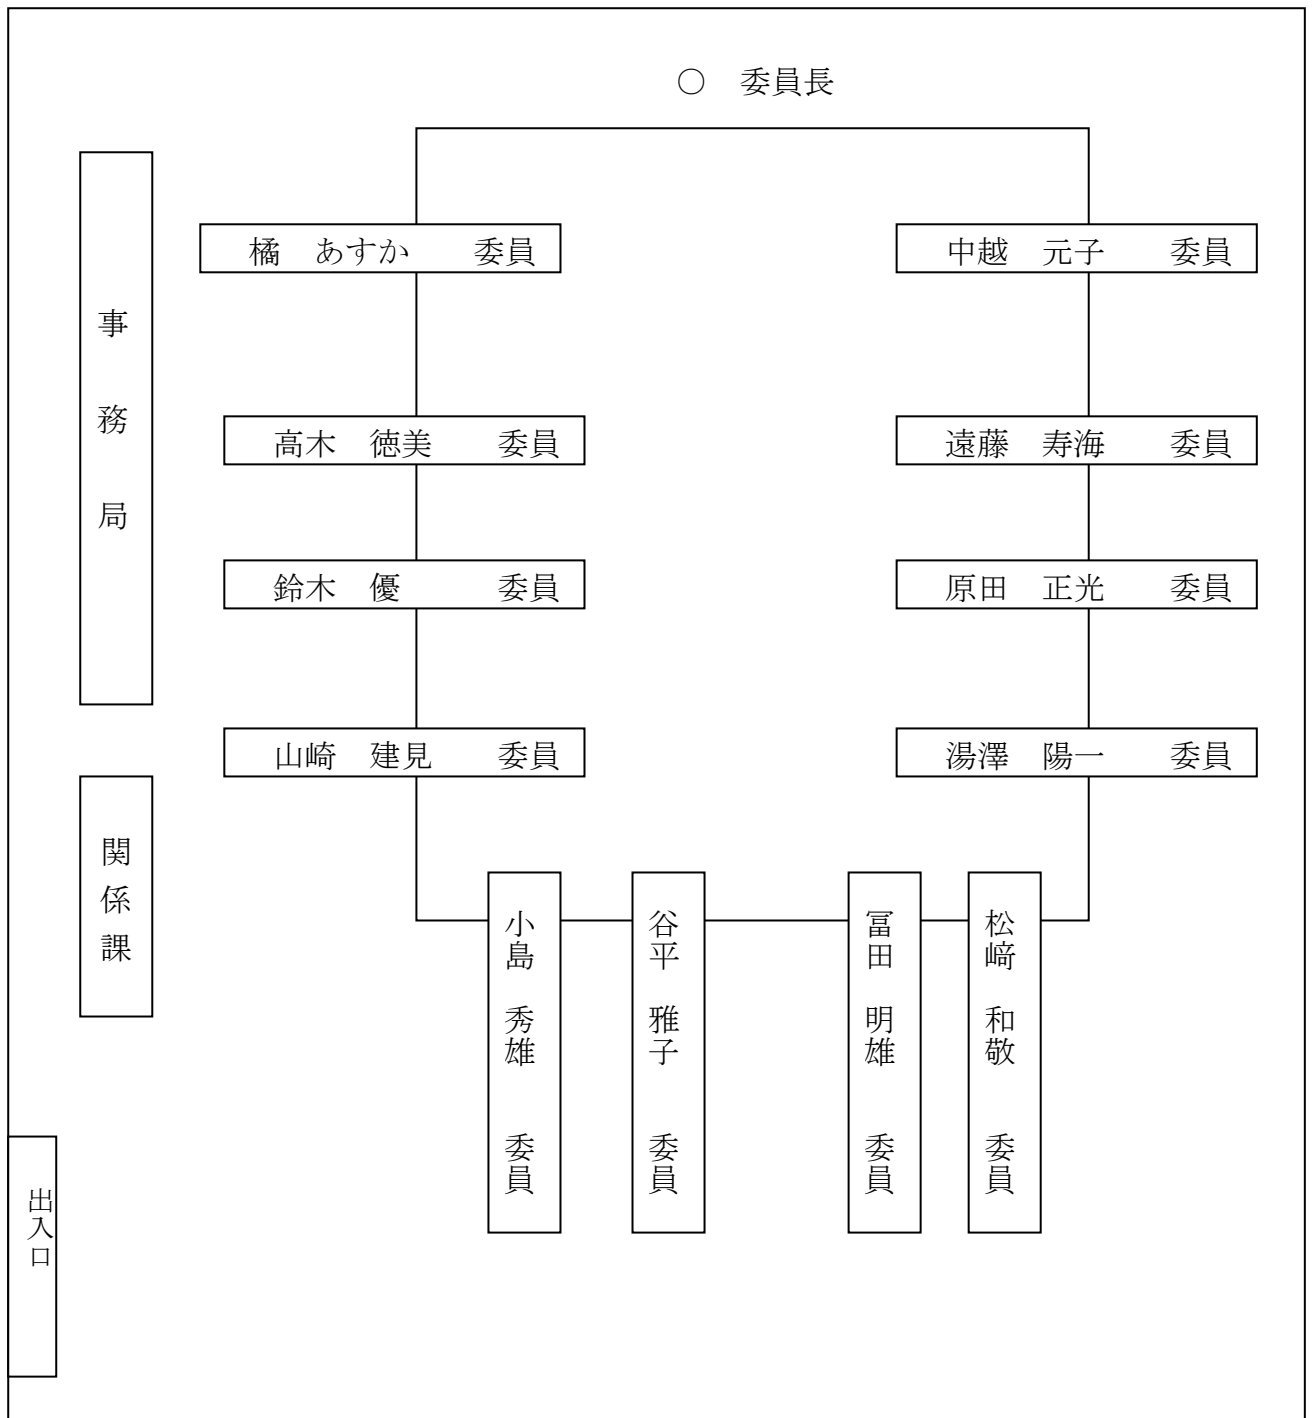 ○　委員長
橘　あすか　　委員
中越　元子　　委員
事務局
高木　徳美　　委員
遠藤　寿海　　委員
鈴木　優　　　委員
原田　正光　　委員
山崎　建見　　委員
湯澤　陽一　　委員
関係課
小島　秀雄　　委員
谷平　雅子　　委員
冨田　明雄　　委員
松﨑　和敬　　委員
出入口